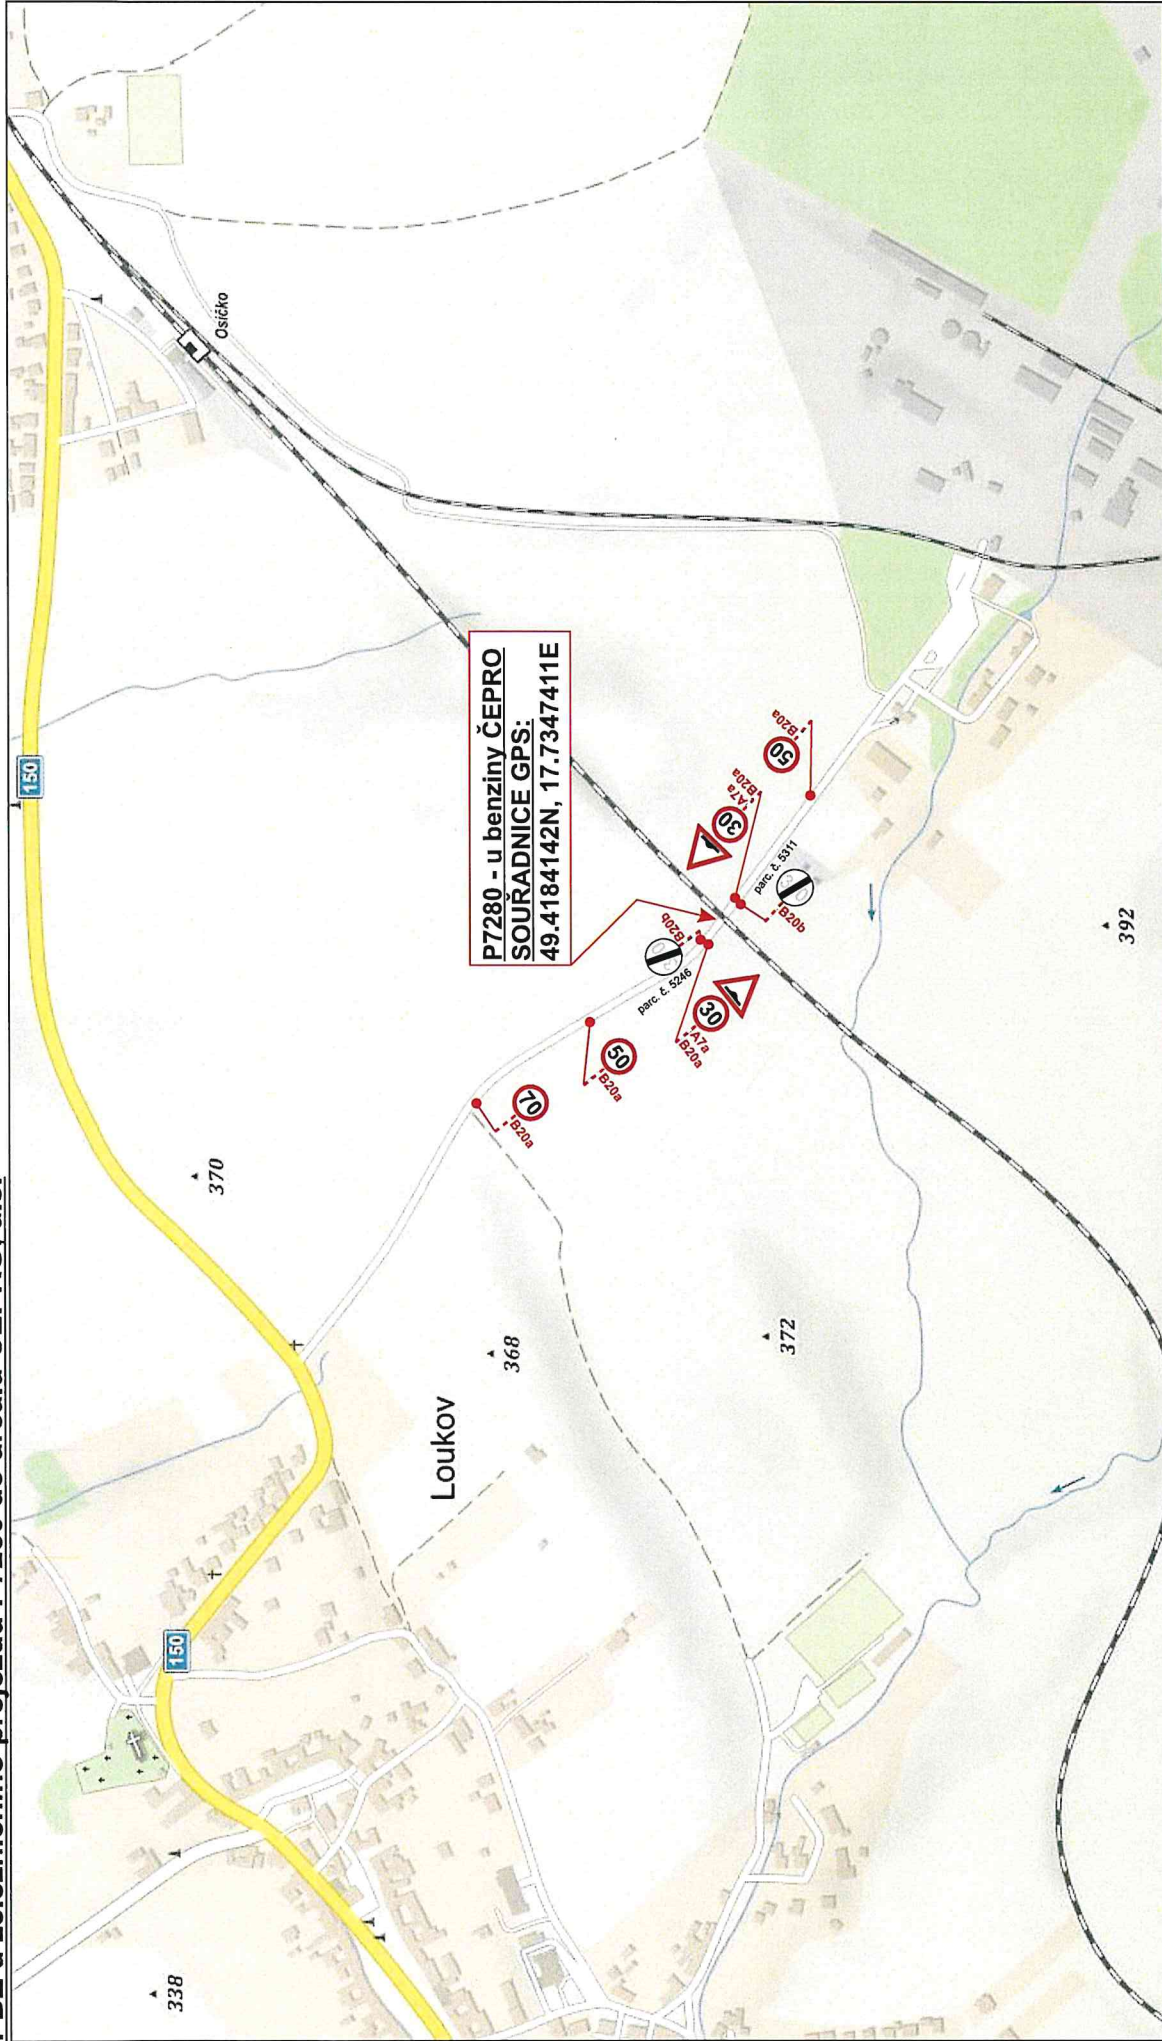 P7280 - u benziny ČEPRO
SOUŘADNICE GPS:
49.4184142N, 17.7347411E
Loukov
Osíčko
150
150
338
368
370
372
392
70
B20a
50
B20a
30
A7a
B20a
B20b
parc. č. 5246
parc. č. 5311
B20b
30
A7a
B20a
50
B20a